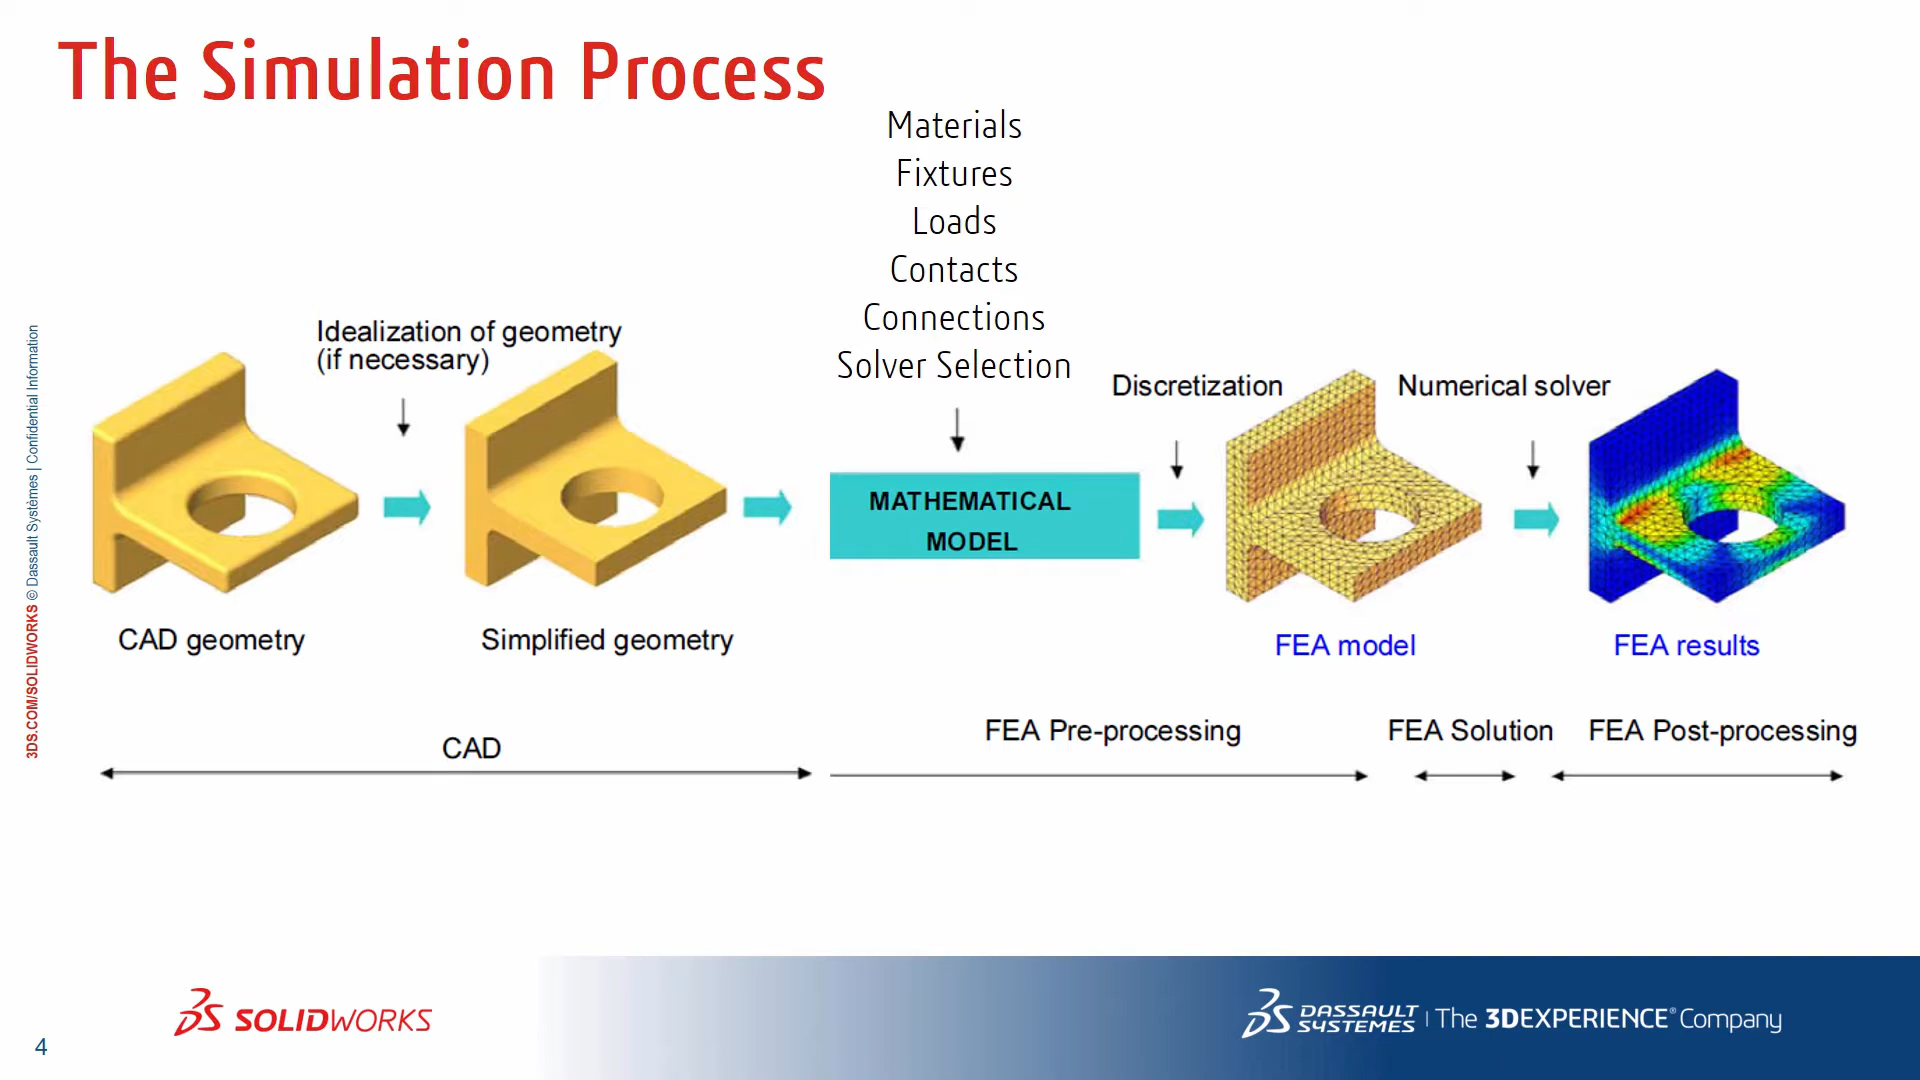 The Simulation Process
Materials
Fixtures
Loads
Contacts
Connections
Solver Selection
Idealization of geometry
(if necessary)
Discretization
Numerical solver
MATHEMATICAL
MODEL
CAD geometry
Simplified geometry
FEA model
FEA results
CAD
FEA Pre-processing
FEA Solution
FEA Post-processing
3DS.COM/SOLIDWORKS © Dassault Systèmes | Confidential Information
4
SOLIDWORKS
DASSAULT
SYSTEMES
The 3DEXPERIENCE® Company